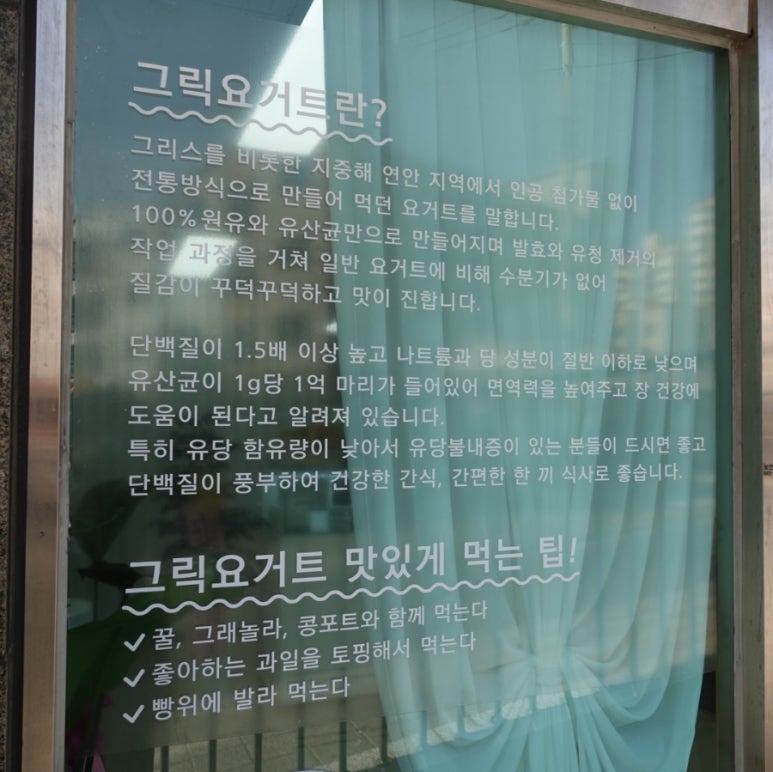 그릭요거트란?
그리스를 비롯한 지중해 연안 지역에서 인공 첨가물 없이
전통방식으로 만들어 먹던 요거트를 말합니다.
100%원유와 유산균만으로 만들어지며 발효와 유청 제거의
작업 과정을 거쳐 일반 요거트에 비해 수분기가 없어
질감이 꾸덕꾸덕하고 맛이 진합니다.
단백질이 1.5배 이상 높고 나트륨과 당 성분이 절반 이하로 낮으며
유산균이 1g당 1억 마리가 들어있어 면역력을 높여주고 장 건강에
도움이 된다고 알려져 있습니다.
특히 유당 함유량이 낮아서 유당불내증이 있는 분들이 드시면 좋고
단백질이 풍부하여 건강한 간식, 간편한 한 끼 식사로 좋습니다.
그릭요거트 맛있게 먹는 팁!
✓꿀, 그래놀라, 콩포트와 함께 먹는다
✓좋아하는 과일을 토핑해서 먹는다
✓빵위에 발라 먹는다